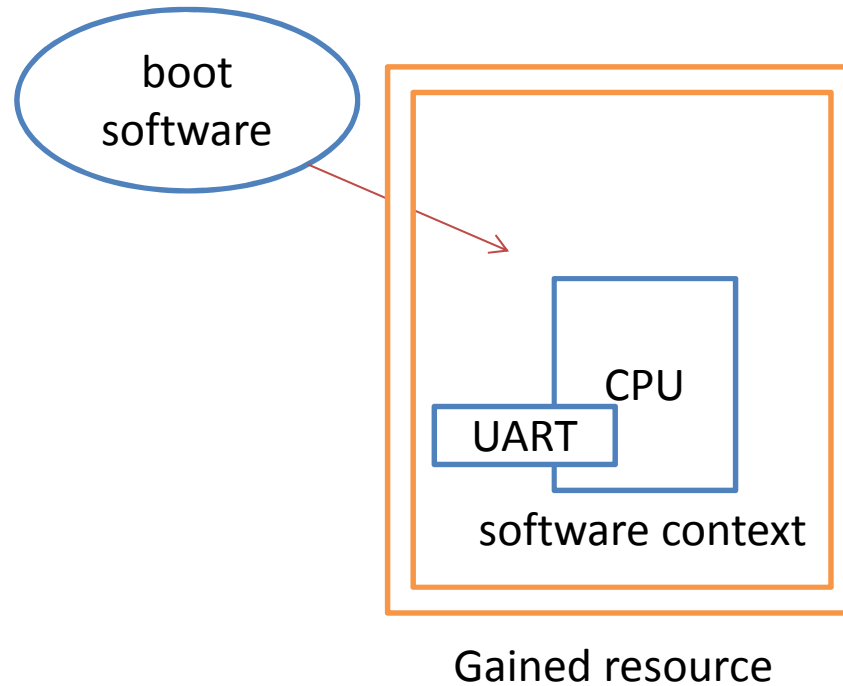 boot
software
CPU
UART
software context
Gained resource